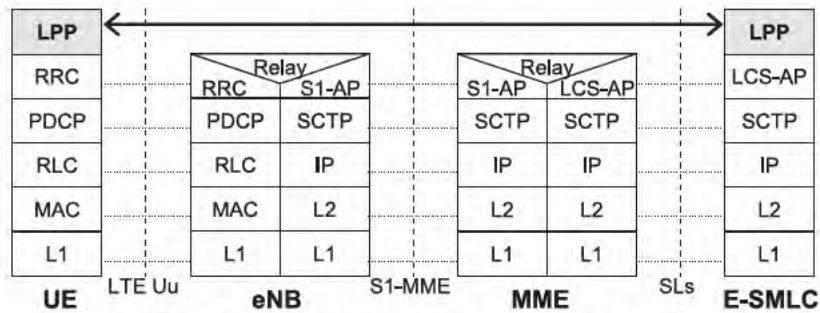 LPP LPP
Relay Relay
RRC RRC S1-AP S1-AP LCS-AP LCS-AP
PDCP PDCP SCTP SCTP SCTP SCTP
RLC RLC IP IP IP IP
MAC MAC L2 L2 L2 L2
L1 L1 L1 L1 L1 L1
LTE Uu S1-MME SLs
UE eNB MME E-SMLC